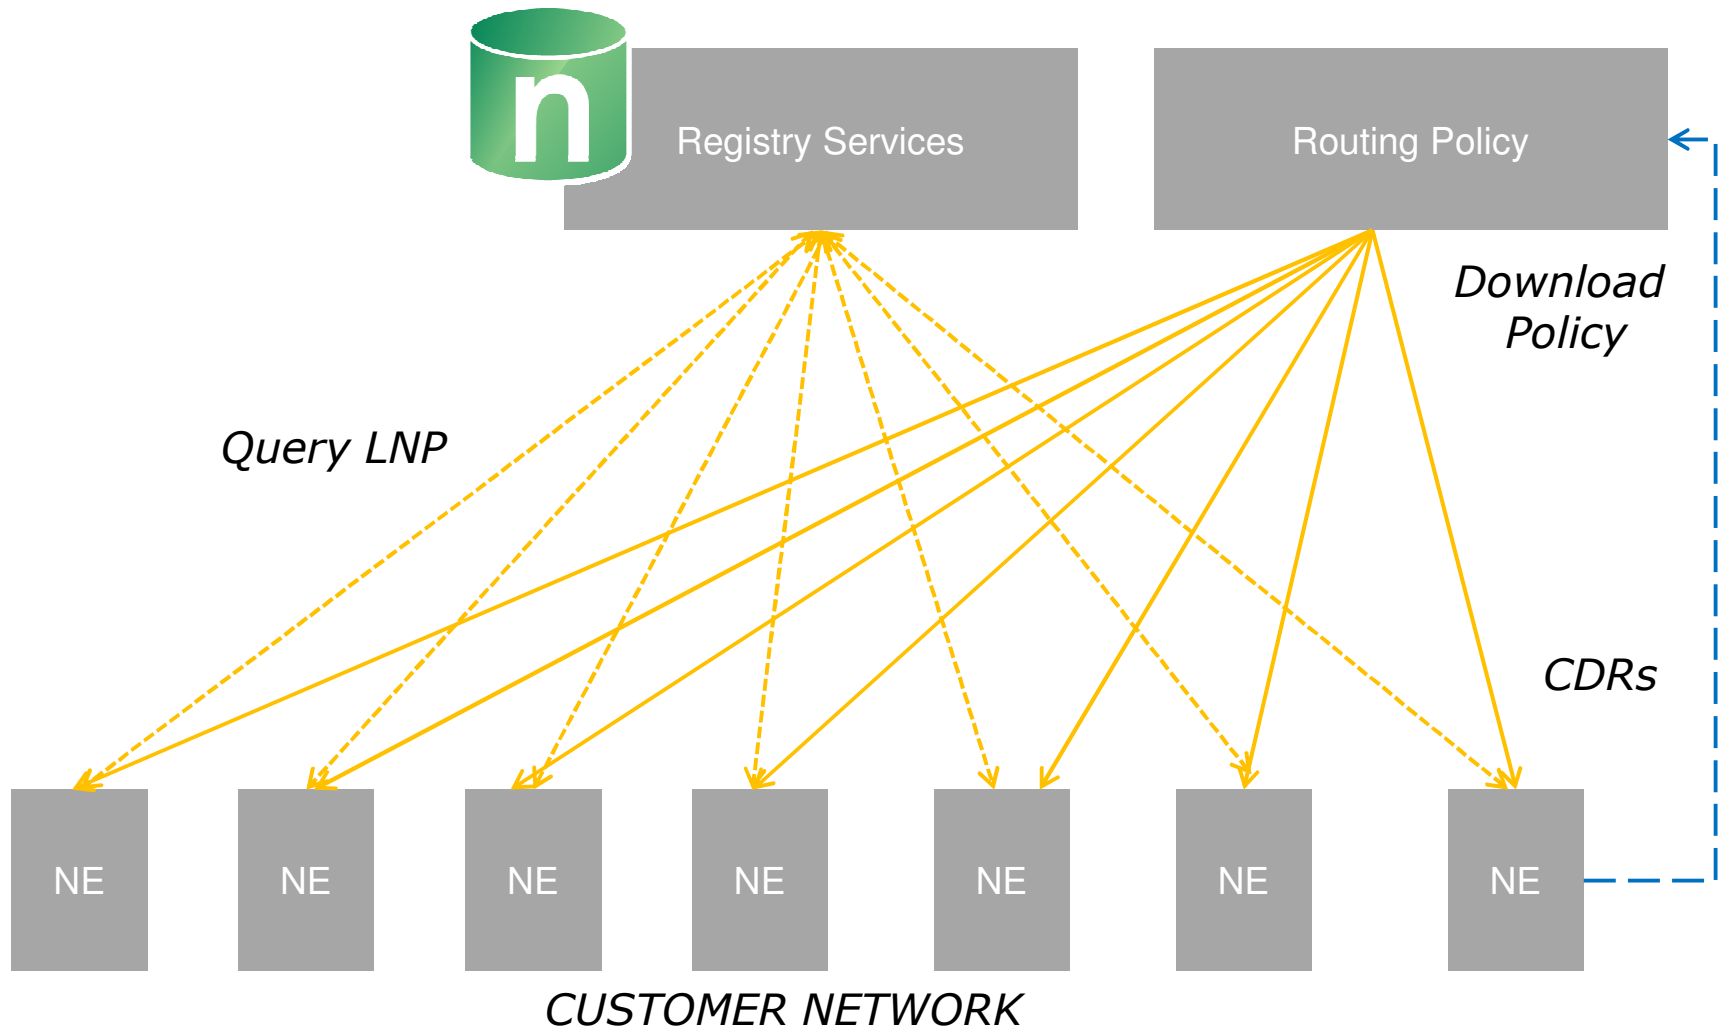 n
Registry Services
Routing Policy
Download
Policy
Query LNP
CDRs
NE
NE
NE
NE
NE
NE
NE
CUSTOMER NETWORK